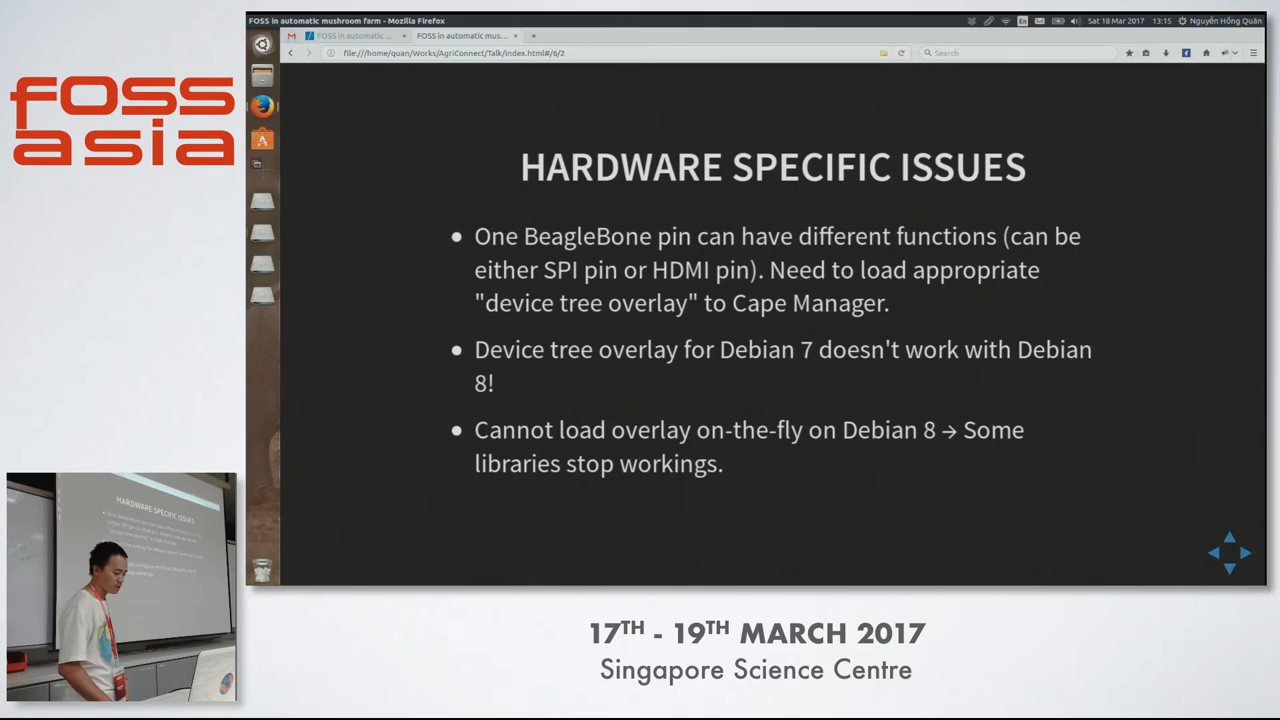 FOSS in automatic mushroom farm - Mozilla Firefox
En
Sat 18 Mar 2017
13:15
Nguyễn Hồng Quân
FOSS in automatic ...
FOSS in automatic mus...
file:///home/quan/Works/AgriConnect/Talk/index.html#/6/2
Search
foss
asia
HARDWARE SPECIFIC ISSUES
One BeagleBone pin can have different functions (can be
either SPI pin or HDMI pin). Need to load appropriate
"device tree overlay" to Cape Manager.
Device tree overlay for Debian 7 doesn't work with Debian
8!
Cannot load overlay on-the-fly on Debian 8 → Some
libraries stop workings.
HARDWARE SPECIFIC ISSUES
17TH - 19TH MARCH 2017
Singapore Science Centre